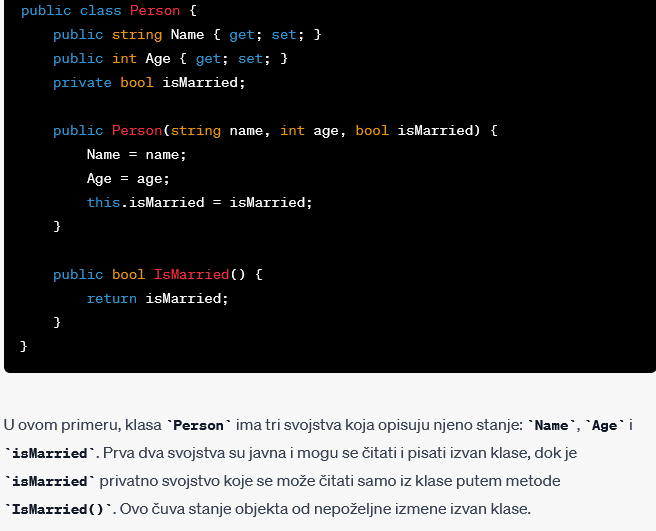 public class Person {
    public string Name { get; set; }
    public int Age { get; set; }
    private bool isMarried;

    public Person(string name, int age, bool isMarried) {
        Name = name;
        Age = age;
        this.isMarried = isMarried;
    }

    public bool IsMarried() {
        return isMarried;
    }
}
U ovom primeru, klasa `Person` ima tri svojstva koja opisuju njeno stanje: `Name`, `Age` i
`isMarried`. Prva dva svojstva su javna i mogu se čitati i pisati izvan klase, dok je
`isMarried` privatno svojstvo koje se može čitati samo iz klase putem metode
`IsMarried()`. Ovo čuva stanje objekta od nepoželjne izmene izvan klase.